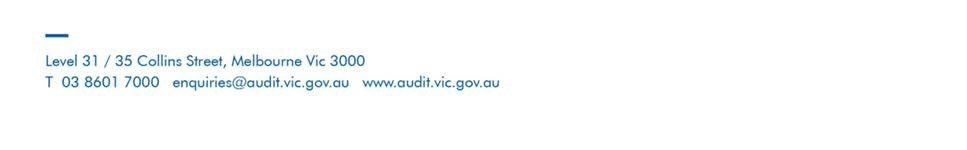 Level 31 / 35 Collins Street, Melbourne Vic 3000
T 03 8601 7000 enquiries@audit.vic.gov.au www.audit.vic.gov.au